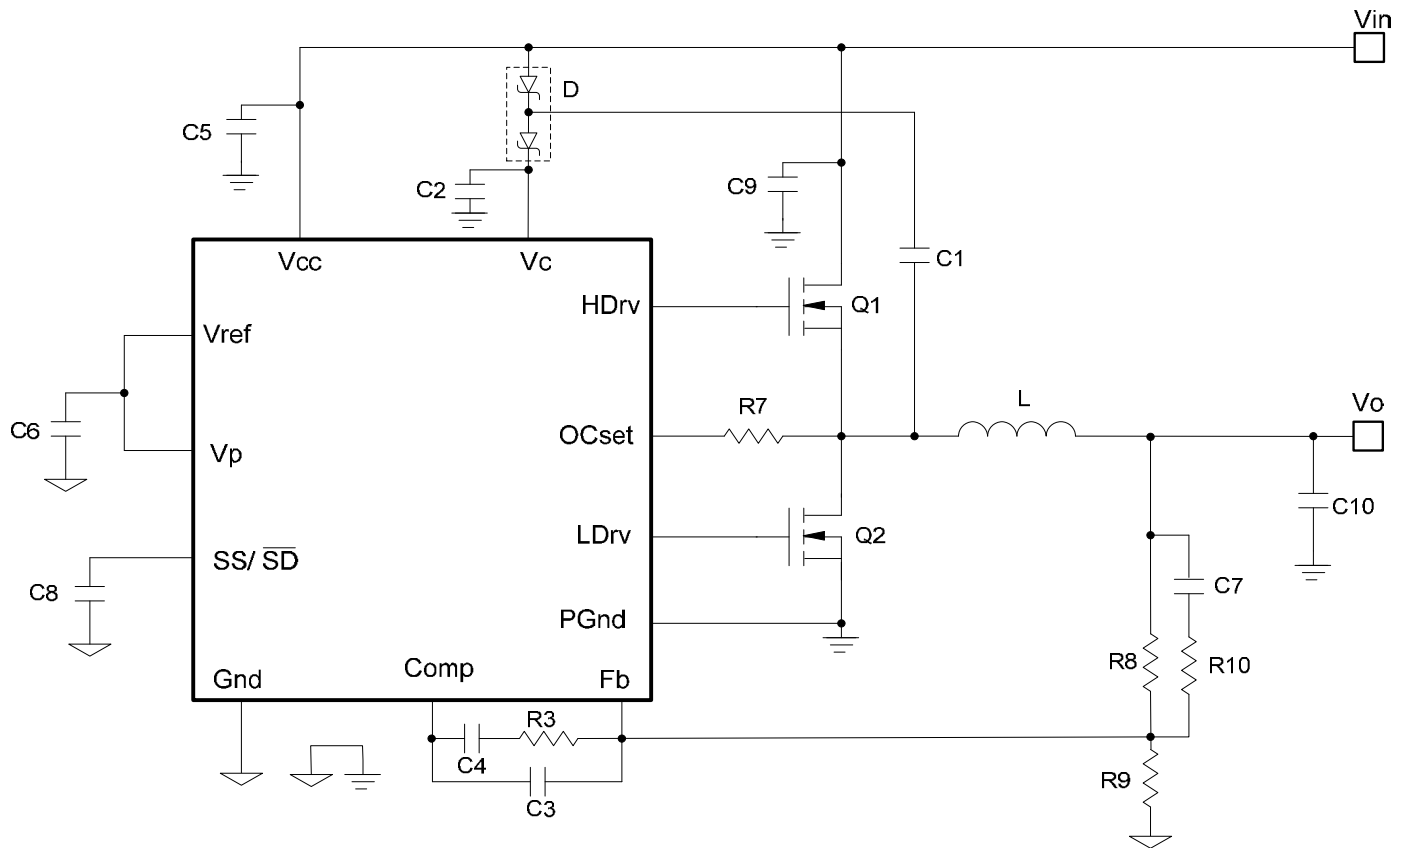 Vin
D
C5
C2
C9
Vcc
Vc
C1
HDrv
Q1
Vref
L
R7
Vo
C6
Vp
OCset
C10
LDrv
Q2
SS/ SD
C8
C7
PGnd
Comp
R8
R10
Gnd
Fb
R3
C4
R9
C3